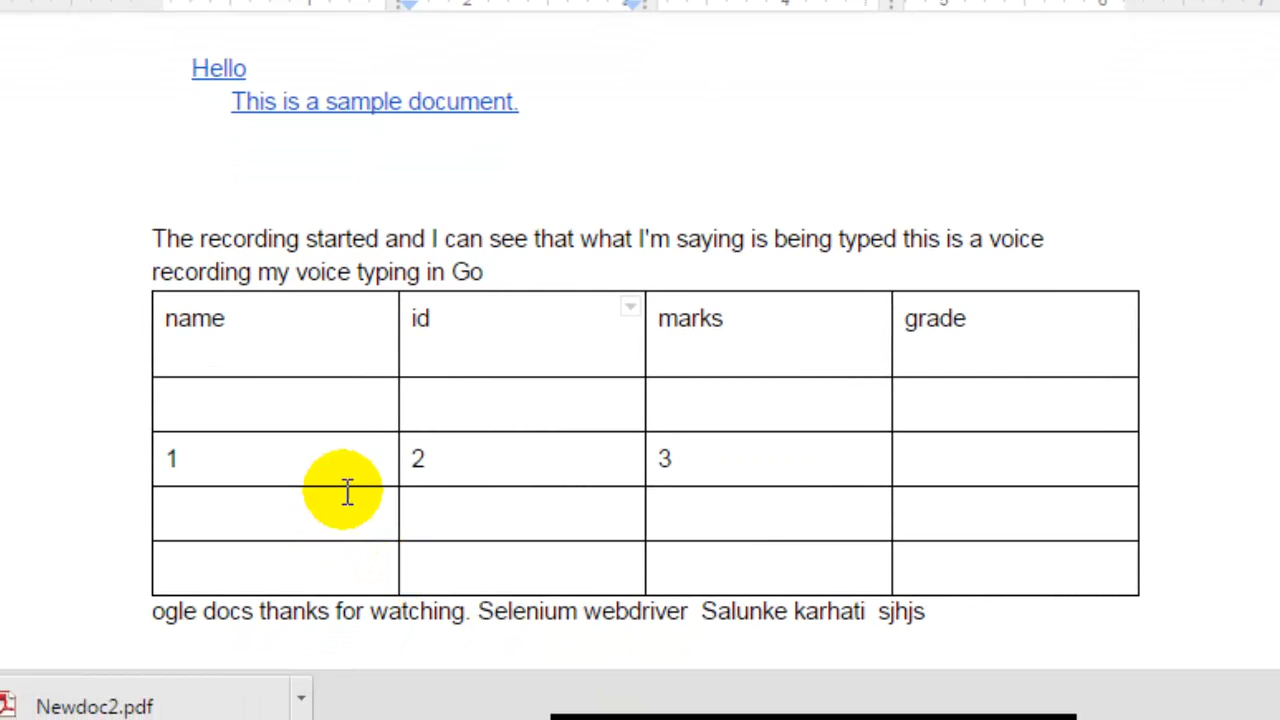 Hello
This is a sample document.
The recording started and I can see that what I'm saying is being typed this is a voice
recording my voice typing in Go
name id marks grade
1 2 3
ogle docs thanks for watching. Selenium webdriver  Salunke karhati  sjhjs
Newdoc2.pdf